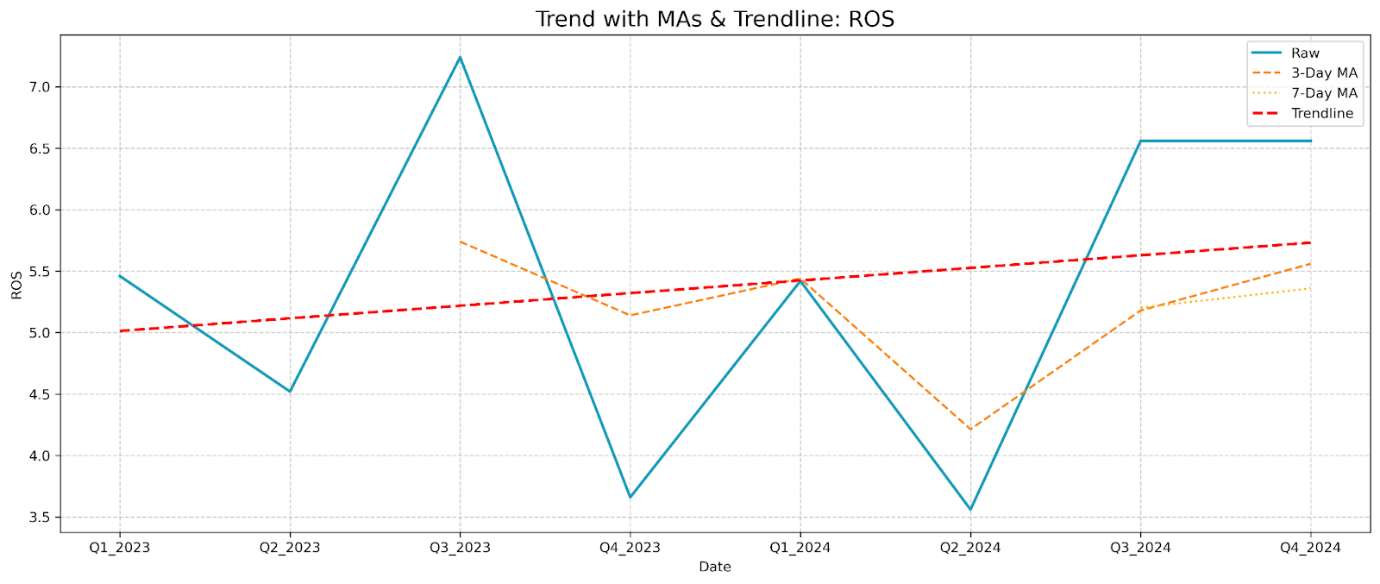 Trend with MAs & Trendline: ROS
Raw
3-Day MA
7-Day MA
Trendline
ROS
7.0
6.5
6.0
5.5
5.0
4.5
4.0
3.5
Q1_2023 Q2_2023 Q3_2023 Q4_2023 Q1_2024 Q2_2024 Q3_2024 Q4_2024
Date